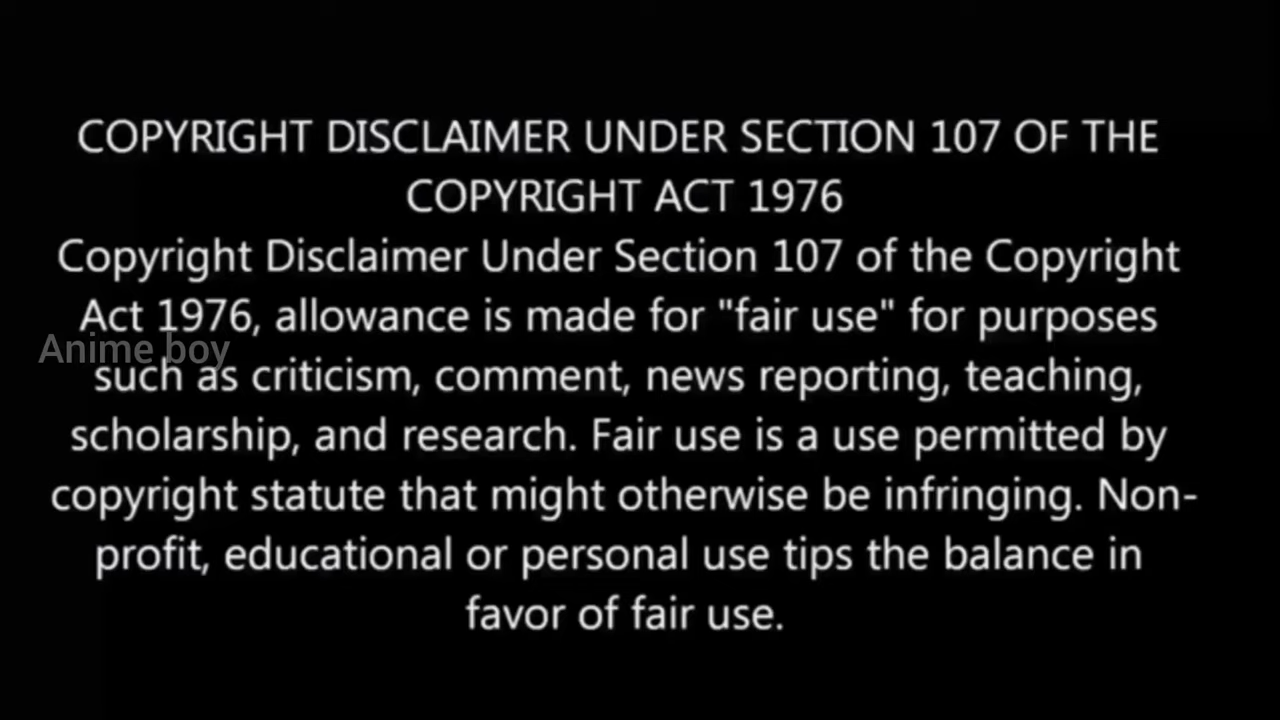 COPYRIGHT DISCLAIMER UNDER SECTION 107 OF THE
COPYRIGHT ACT 1976
Copyright Disclaimer Under Section 107 of the Copyright
Act 1976, allowance is made for "fair use" for purposes
Anime boy
such as criticism, comment, news reporting, teaching,
scholarship, and research. Fair use is a use permitted by
copyright statute that might otherwise be infringing. Non-
profit, educational or personal use tips the balance in
favor of fair use.